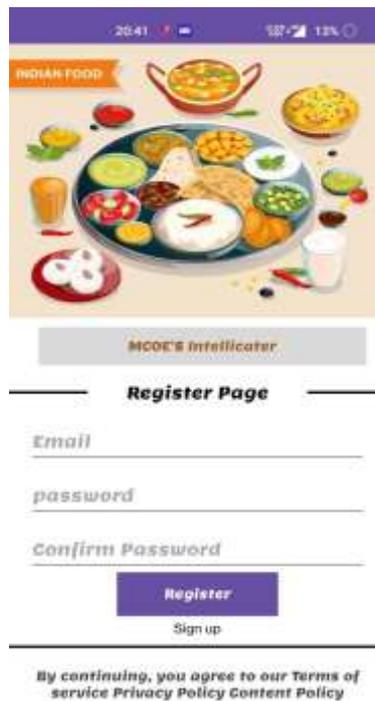 20:41
13%
INDIAN FOOD
MCOE'S Intellicater
Register Page
Email
password
Confirm Password
Register
Sign up
By continuing, you agree to our Terms of
service Privacy Policy Content Policy